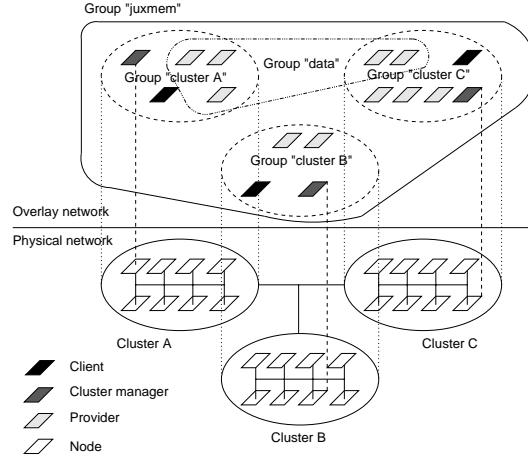 Group "juxmem"
Group "cluster A"
Group "data"
Group "cluster C"
Group "cluster B"
Overlay network
Physical network
Cluster A
Cluster C
Cluster B
Client
Cluster manager
Provider
Node